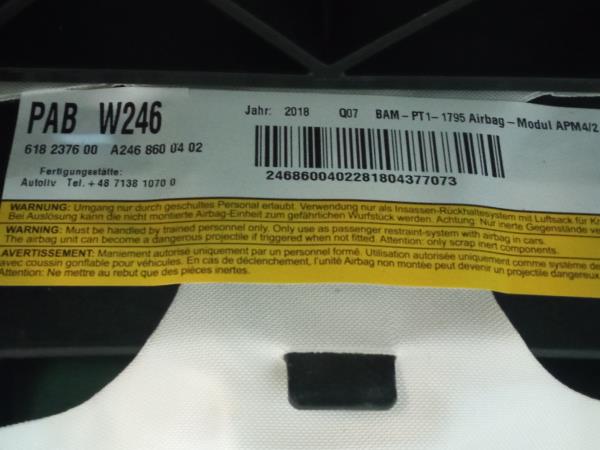 PAB W246
Jahr: 2018 Q07 BAM-PT1-1795 Airbag-Modul APM4/2
618 2376 00 A246 860 04 02
246860040228180437​7073
Fertigungsstätte:
Autoliv Tel. +48 7138 1070 0
WARNUNG: Umgang nur durch geschultes Personal erlaubt. Verwendung nur als Insassen-Rückhaltesystem mit Luftsack für
Bei Auslösung kann die nicht montierte Airbag-Einheit zum gefährlichen Wurfstück werden. Achtung: Nur inerte Gegenstände
WARNING: Must be handled by trained personnel only. Only use as passenger restraint-system with airbag in cars.
The airbag unit can become a dangerous projectile if triggered when not fitted. Attention: only scrap inert components.
AVERTISSEMENT: Maniement autorisé uniquement par un personnel formé. Utilisation autorisée uniquement comme système de
avec coussin gonflable pour véhicules. En cas de déclenchement, l'unité Airbag non montée peut devenir un projectile dangereux.
Attention: Ne mettre au rebut que des pièces inertes.